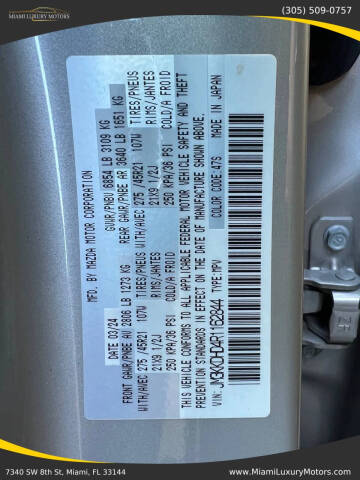 MIAMI LUXURY MOTORS
(305) 509-0757
MFD. BY MAZDA MOTOR CORPORATION
03/24
GVWR/PNBV 6854 LB 3109 KG
FRONT GAWR/PNBE AV 2806 LB 1273 KG
REAR GAWR/PNBE AR 3640 LB 1651 KG
WITH/AVEC 275 /45R21 107W TIRES/PNEUS WITH/AVEC 275 /45R21 107W TIRES/PNEUS
21X9 1/2J RIMS/JANTES 21X9 1/2J RIMS/JANTES
250 KPA/36 PSI COLD/A FROID 250 KPA/36 PSI COLD/A FROID
THIS VEHICLE CONFORMS TO ALL APPLICABLE FEDERAL MOTOR VEHICLE SAFETY AND THEFT
PREVENTION STANDARDS IN EFFECT ON THE DATE OF MANUFACTURE SHOWN ABOVE.
VIN: JM3KKCHD4R1162844 TYPE: MPV COLOR CODE: 47S MADE IN JAPAN
7340 SW 8th St, Miami, FL 33144
www.MiamiLuxuryMotors.com